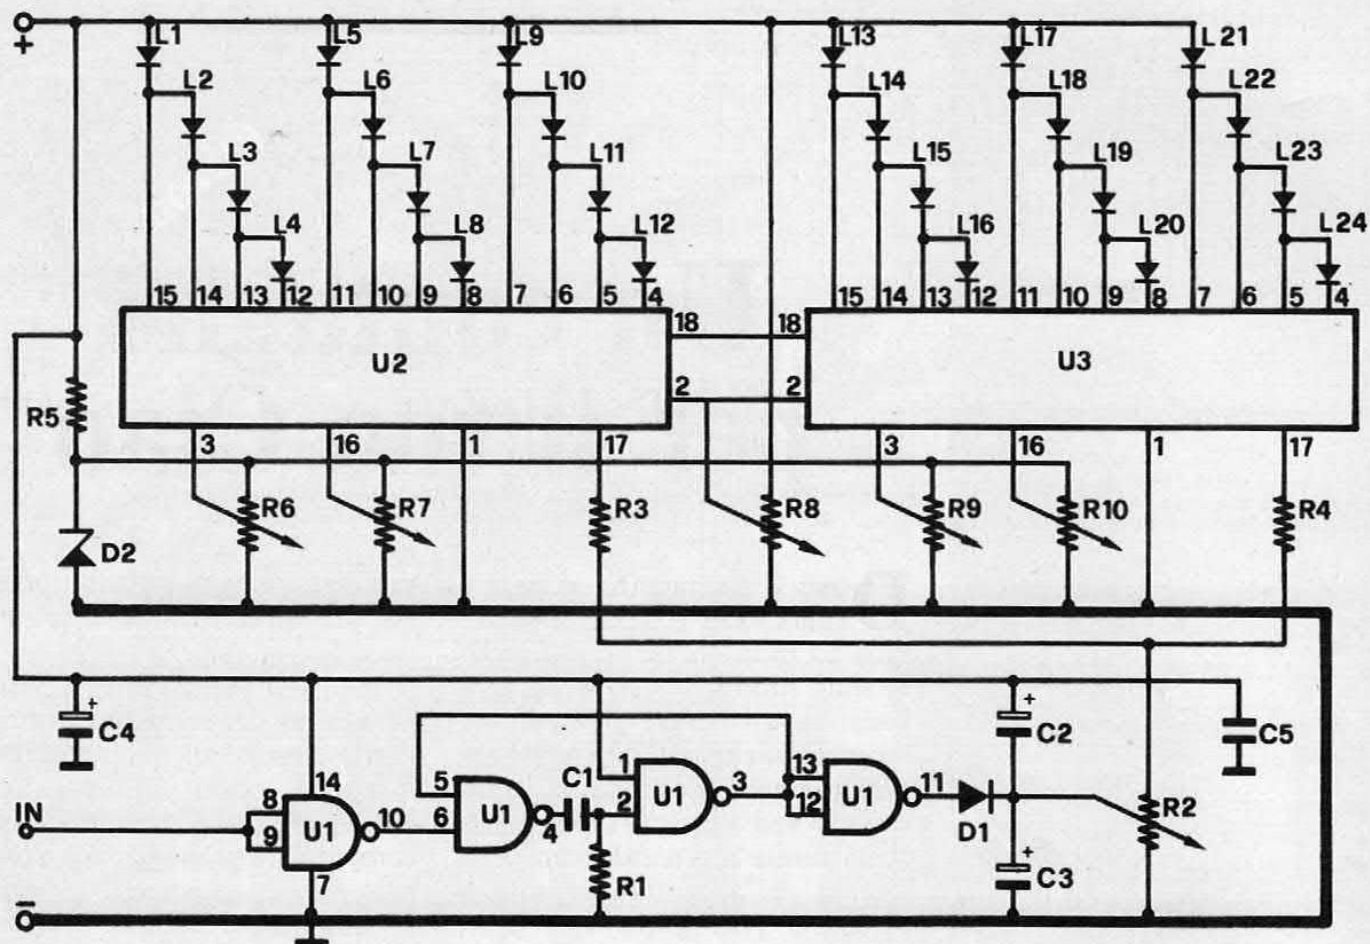 + L1 L5 L9 L13 L17 L21
L2 L6 L10 L14 L18 L22
L3 L7 L11 L15 L19 L23
L4 L8 L12 L16 L20 L24
15 14 13 12 11 10 9 8 7 6 5 4 15 14 13 12 11 10 9 8 7 6 5 4
18 18
U2 U3
2 2
R5
3 16 1 17 3 16 1 17
R6 R7 R3 R8 R9 R10 R4
D2
+ +
C4 C2 C5
14 5 C1 1 3 13 11
IN 8 U1 10 6 U1 4 2 U1 12 U1 R2
9 D1
+
7 R1 C3
−